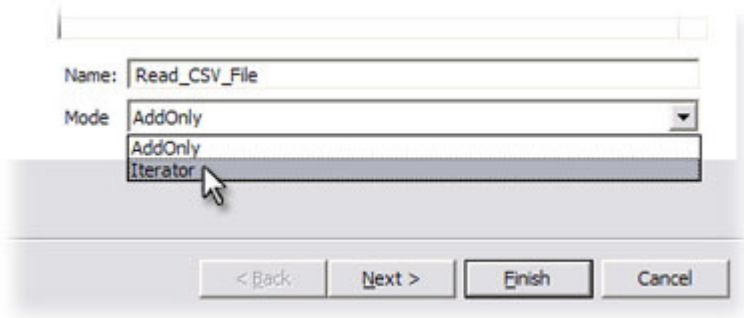 Name: Read_CSV_File
Mode AddOnly
AddOnly
Iterator
< Back Next > Finish Cancel